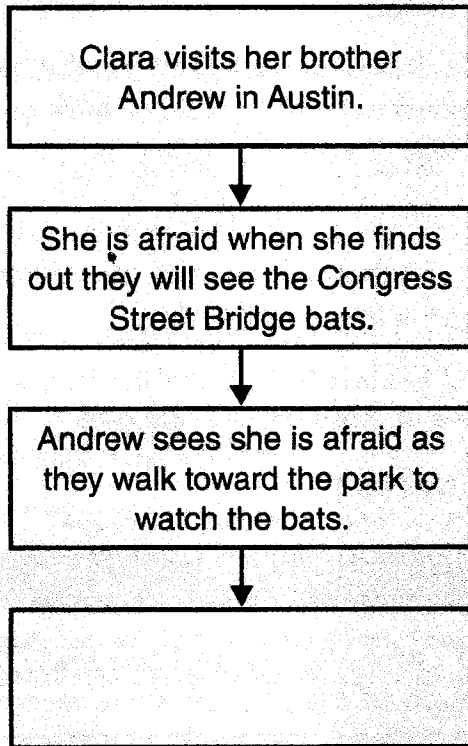 Clara visits her brother
Andrew in Austin.
She is afraid when she finds
out they will see the Congress
Street Bridge bats.
Andrew sees she is afraid as
they walk toward the park to
watch the bats.